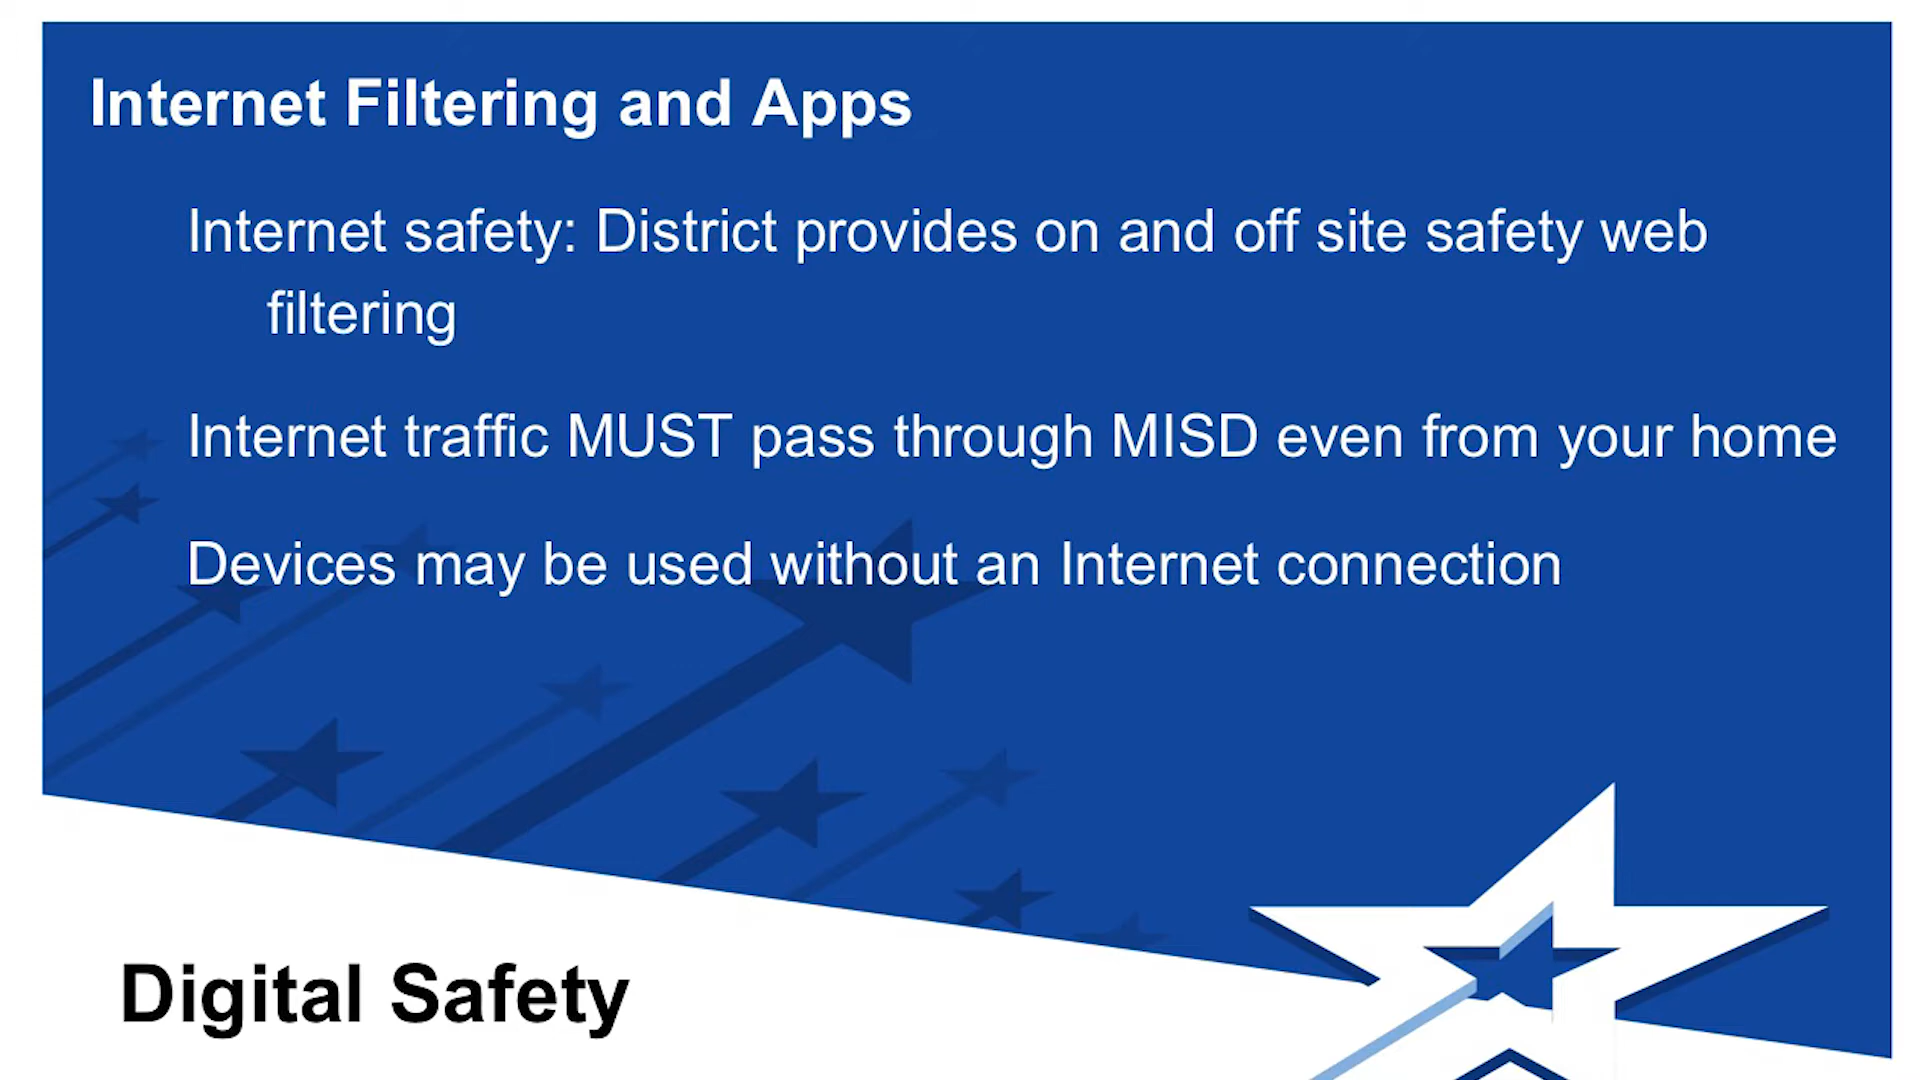 Internet Filtering and Apps
Internet safety: District provides on and off site safety web
filtering
Internet traffic MUST pass through MISD even from your home
Devices may be used without an Internet connection
Digital Safety